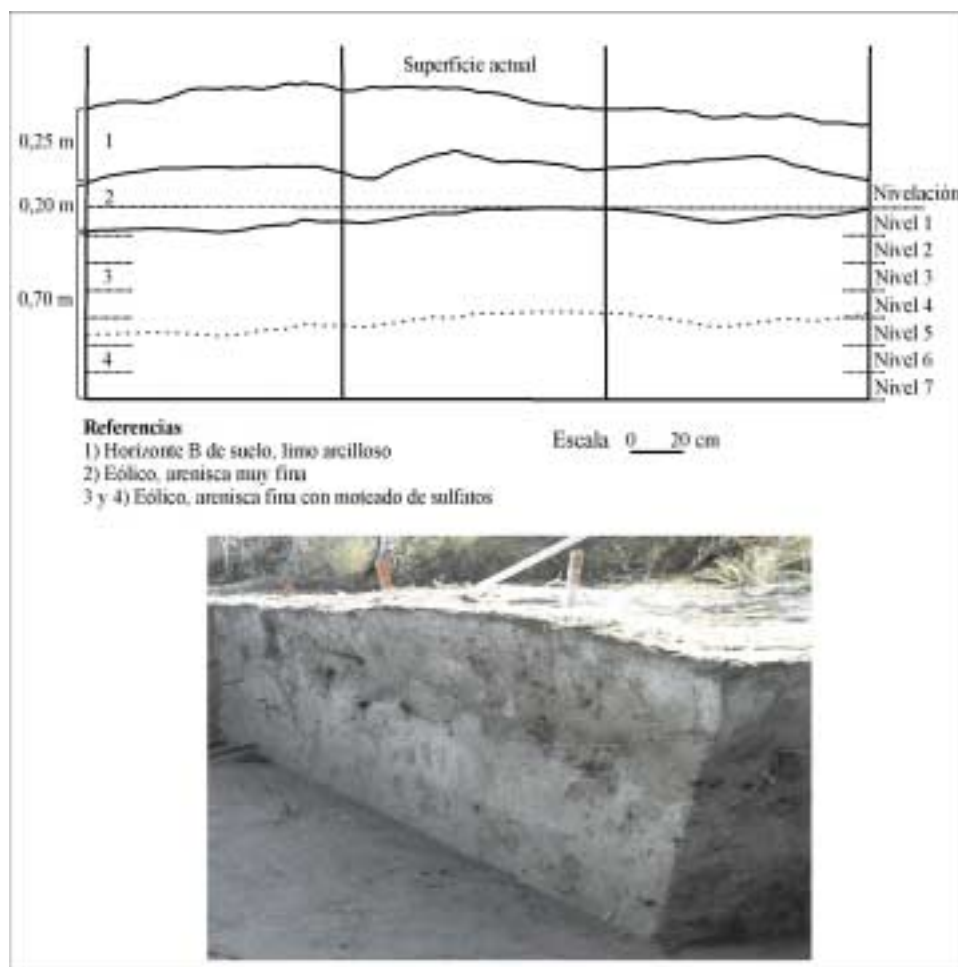 Superficie actual
0,25 m
1
0,20 m
2
Nivelación
Nivel 1
Nivel 2
3
Nivel 3
0,70 m
Nivel 4
Nivel 5
4
Nivel 6
Nivel 7
Referencias
1) Horizonte B de suelo, limo arcilloso
2) Eólico, arenisca muy fina
3 y 4) Eólico, arenisca fina con moteado de sulfatos
Escala 0 20 cm